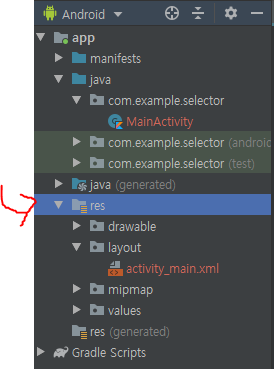 Android
app
manifests
java
com.example.selector
MainActivity
com.example.selector (android
com.example.selector (test)
java (generated)
res
drawable
layout
activity_main.xml
mipmap
values
res (generated)
Gradle Scripts